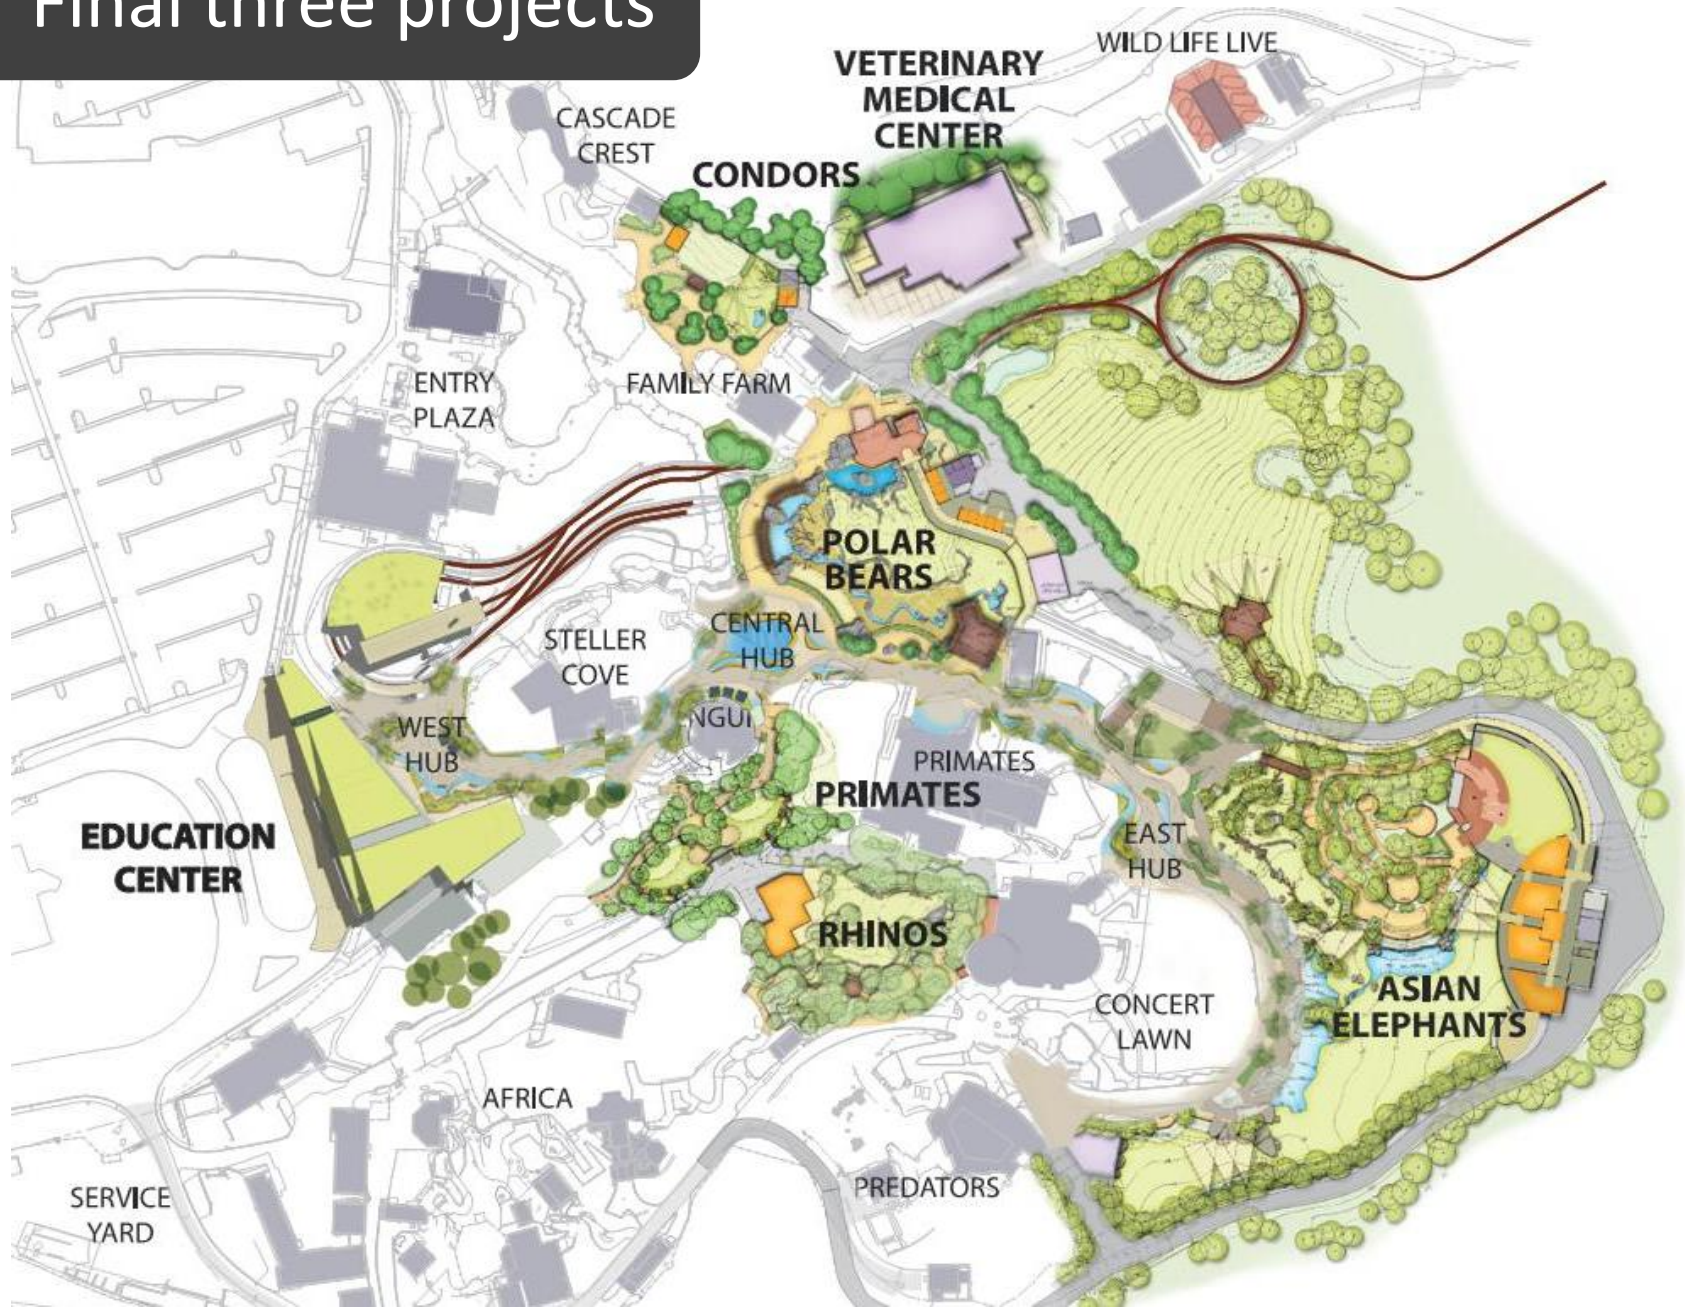 Final three projects
WILD LIFE LIVE
VETERINARY
MEDICAL
CENTER
CASCADE
CREST
CONDORS
ENTRY
PLAZA
FAMILY FARM
POLAR
BEARS
CENTRAL
HUB
STELLER
COVE
WEST
HUB
NGUI
PRIMATES
PRIMATES
EAST
HUB
EDUCATION
CENTER
RHINOS
ASIAN
ELEPHANTS
CONCERT
LAWN
AFRICA
PREDATORS
SERVICE
YARD